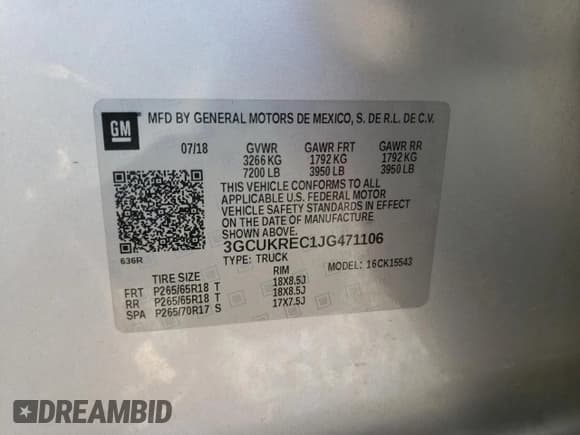 GM MFD BY GENERAL MOTORS DE MEXICO, S. DE R.L. DE C.V.
07/18 GVWR GAWR FRT GAWR RR
3266 KG 1792 KG 1792 KG
7200 LB 3950 LB 3950 LB
THIS VEHICLE CONFORMS TO ALL
APPLICABLE U.S. FEDERAL MOTOR
VEHICLE SAFETY STANDARDS IN EFFECT
ON THE DATE OF MANUFACTURE
SHOWN ABOVE.
636R 3GCUKREC1JG471106
TYPE: TRUCK MODEL: 16CK15543
TIRE SIZE RIM
FRT P265/65R18 T 18X8.5J
RR P265/65R18 T 18X8.5J
SPA P265/70R17 S 17X7.5J
DREAMBID